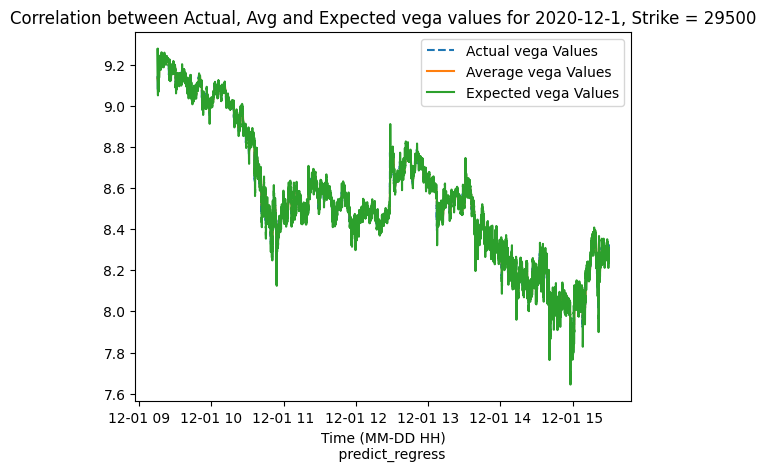 Correlation between Actual, Avg and Expected vega values for 2020-12-1, Strike = 29500
Actual vega Values
Average vega Values
Expected vega Values
9.2
9.0
8.8
8.6
8.4
8.2
8.0
7.8
7.6
12-01 09 12-01 10 12-01 11 12-01 12 12-01 13 12-01 14 12-01 15
Time (MM-DD HH)
predict_regress